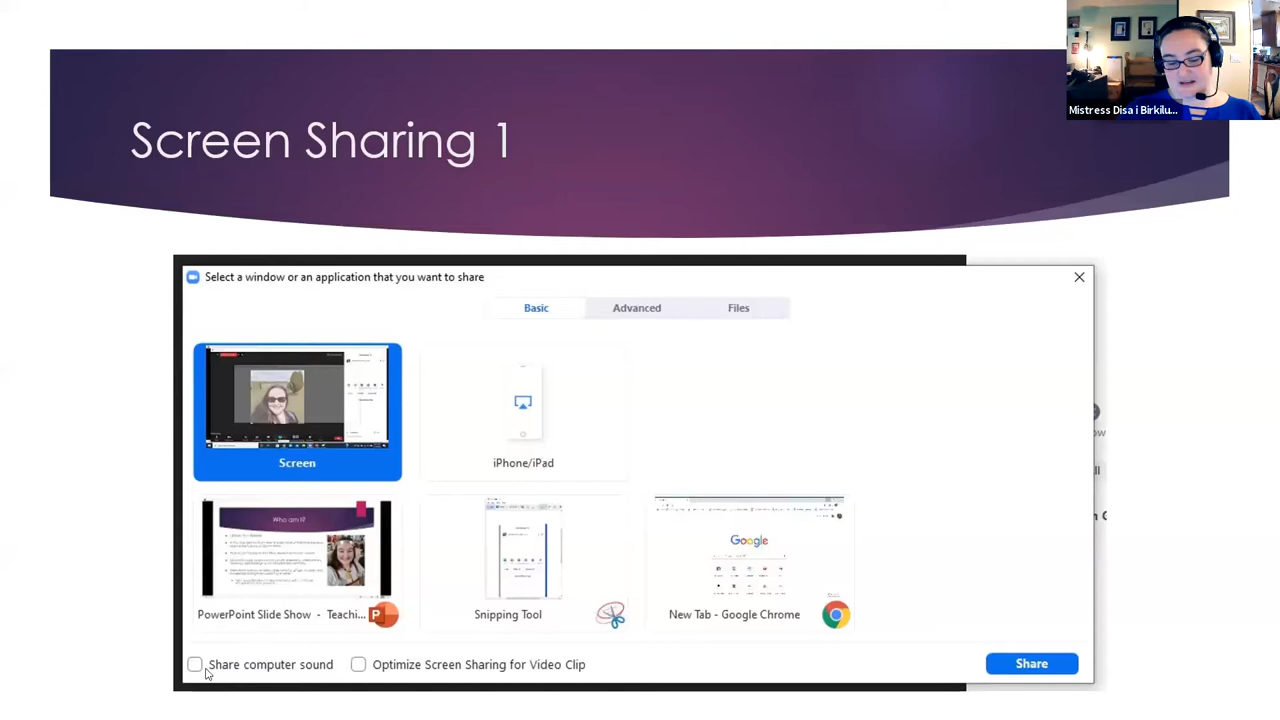 Mistress Disa i Birkilu...
Screen Sharing 1
Select a window or an application that you want to share
Basic
Advanced
Files
Screen
iPhone/iPad
Who am I?
Google
PowerPoint Slide Show - Teachi...
P
Snipping Tool
New Tab - Google Chrome
Share computer sound
Optimize Screen Sharing for Video Clip
Share